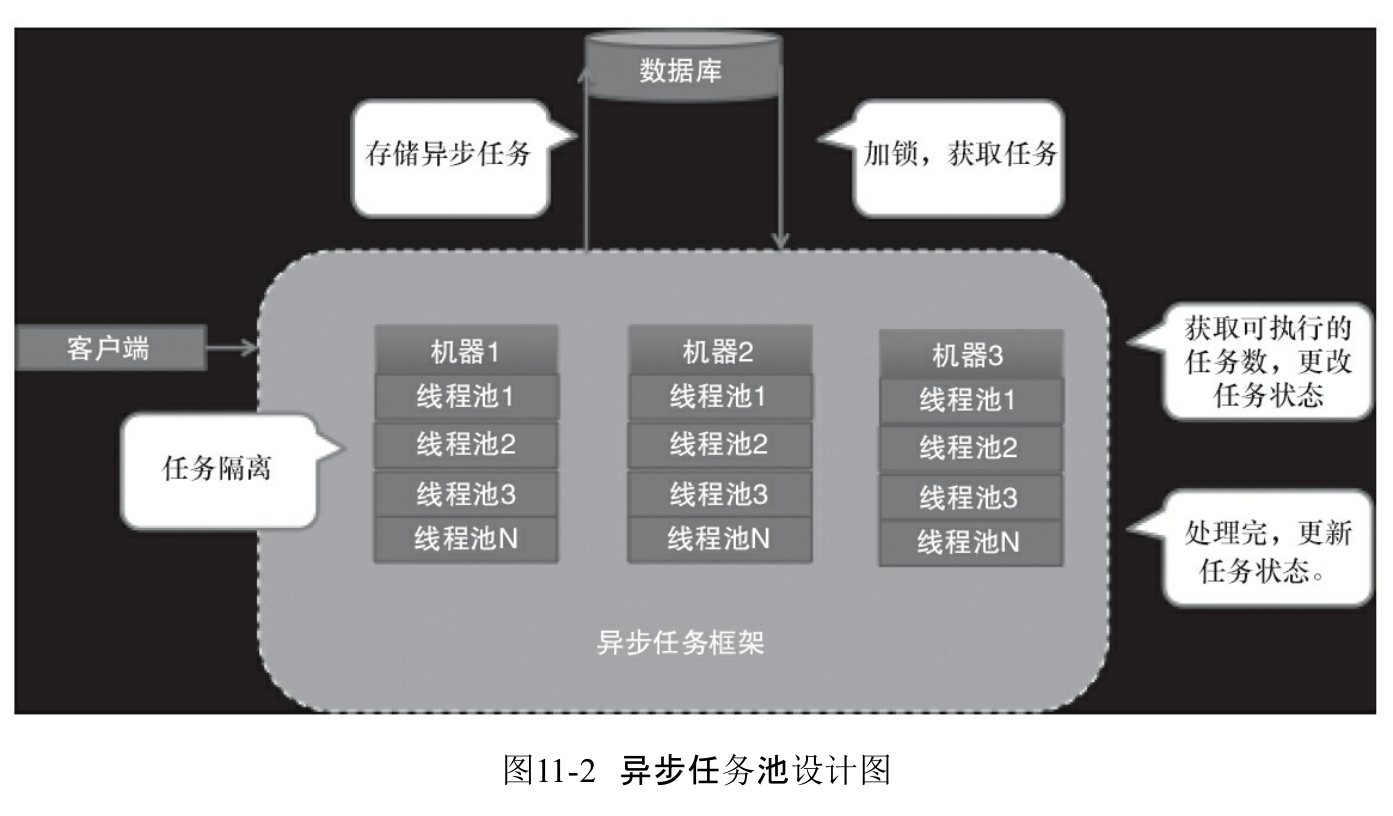 数据库
存储异步任务
加锁，获取任务
客户端
机器1
线程池1
线程池2
线程池3
线程池N
机器2
线程池1
线程池2
线程池3
线程池N
机器3
线程池1
线程池2
线程池3
线程池N
获取可执行的
任务数，更改
任务状态
任务隔离
处理完，更新
任务状态。
异步任务框架
图11-2 异步任务池设计图